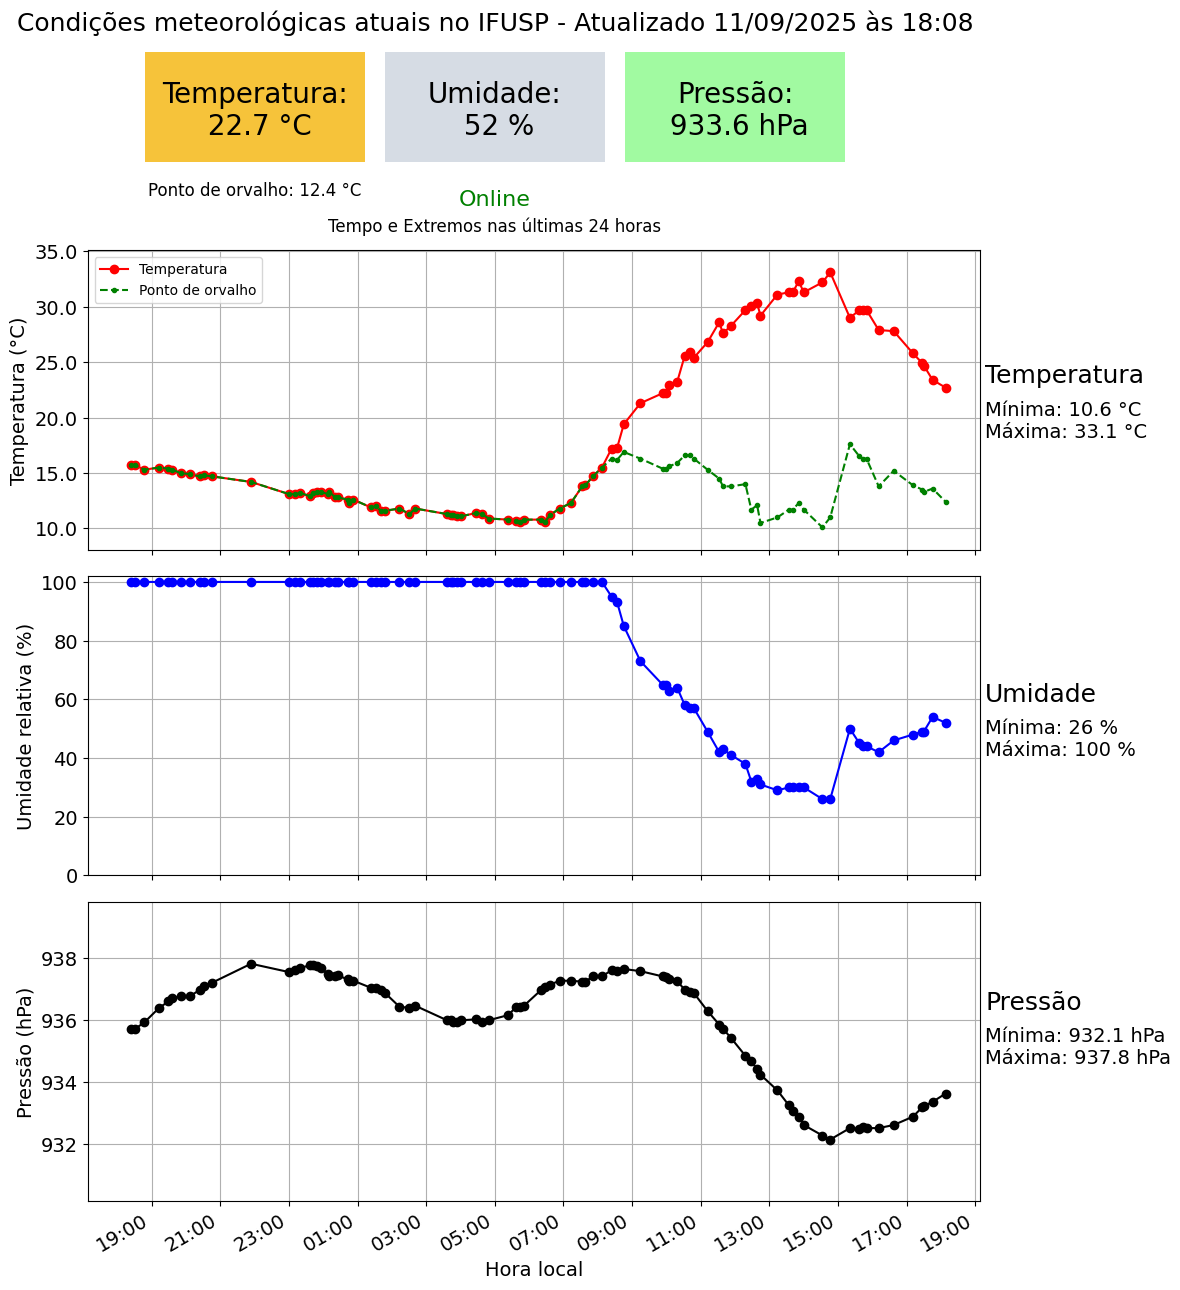 Condições meteorológicas atuais no IFUSP - Atualizado 11/09/2025 às 18:08
Temperatura:
22.7 °C
Umidade:
52 %
Pressão:
933.6 hPa
Ponto de orvalho: 12.4 °C
Online
Tempo e Extremos nas últimas 24 horas
Temperatura
Ponto de orvalho
Temperatura (°C)
35.0
30.0
25.0
20.0
15.0
10.0
Temperatura
Mínima: 10.6 °C
Máxima: 33.1 °C
Umidade relativa (%)
100
80
60
40
20
0
Umidade
Mínima: 26 %
Máxima: 100 %
Pressão (hPa)
938
936
934
932
Pressão
Mínima: 932.1 hPa
Máxima: 937.8 hPa
19:00
21:00
23:00
01:00
03:00
05:00
07:00
09:00
11:00
13:00
15:00
17:00
19:00
Hora local